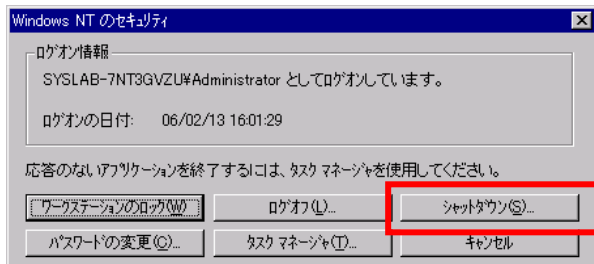 Windows NT のセキュリティ
ログオン情報
SYSLAB-7NT3GVZU¥Administrator としてログオンしています。
ログオンの日付: 06/02/13 16:01:29
応答のないアプリケーションを終了するには、タスク マネージャを使用してください。
ワークステーションのロック(W) ログオフ(L)... シャットダウン(S)...
パスワードの変更(C)... タスク マネージャ(T)... キャンセル